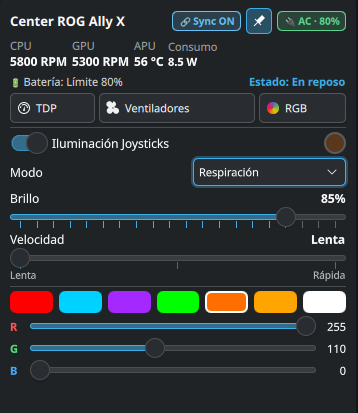 Center ROG Ally X Sync ON AC - 80%
CPU GPU APU Consumo
5800 RPM 5300 RPM 56 °C 8.5 W
Batería: Límite 80% Estado: En reposo
TDP Ventiladores RGB
Iluminación Joysticks
Modo Respiración
Brillo 85%
Velocidad Lenta
Lenta Rápida
R 255
G 110
B 0